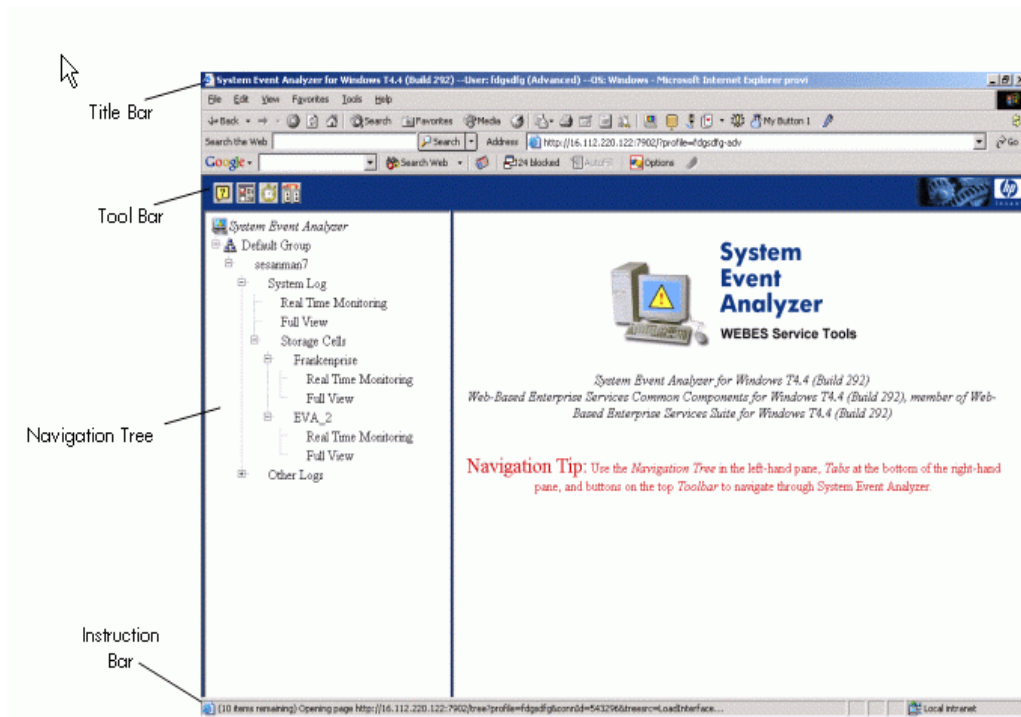 System Event Analyzer for Windows T4.4 (Build 292) --User: fdgsdfg (Advanced) --OS: Windows - Microsoft Internet Explorer provi
Title Bar
File Edit View Favorites Tools Help
Back Search Favorites Media My Button 1
Search the Web Search Address http://16.112.220.122:7902/?profile=fdgsdfg-adv Go
Google Search Web 124 blocked AutoFill Options
Tool Bar
hp
System Event Analyzer
Default Group
sesanman7
System Log
Real Time Monitoring
Full View
Storage Cells
Frankenprise
Real Time Monitoring
Full View
EVA_2
Real Time Monitoring
Full View
Other Logs
Navigation Tree
System
Event
Analyzer
WEBES Service Tools
System Event Analyzer for Windows T4.4 (Build 292)
Web-Based Enterprise Services Common Components for Windows T4.4 (Build 292), member of Web-
Based Enterprise Services Suite for Windows T4.4 (Build 292)
Navigation Tip: Use the Navigation Tree in the left-hand pane, Tabs at the bottom of the right-hand
pane, and buttons on the top Toolbar to navigate through System Event Analyzer.
Instruction
Bar
(10 items remaining) Opening page http://16.112.220.122:7902/tree?profile=fdgsdfg&connId=543296&treesrc=LoadInterface... Local intranet